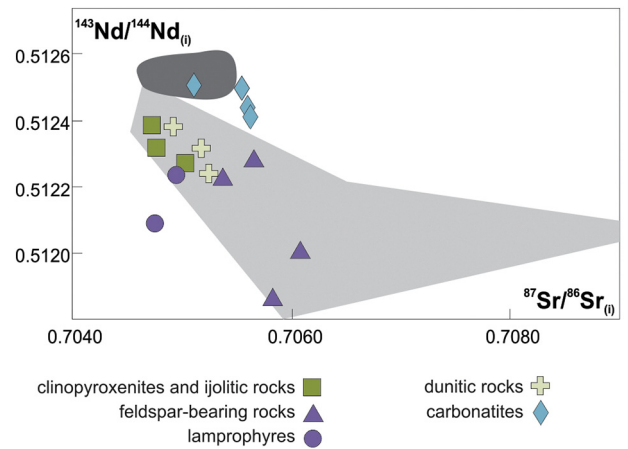 143Nd/144Nd(i)
0.5126
0.5124
0.5122
0.5120
87Sr/86Sr(i)
0.7040 0.7060 0.7080
clinopyroxenites and ijolitic rocks
feldspar-bearing rocks
lamprophyres
dunitic rocks
carbonatites